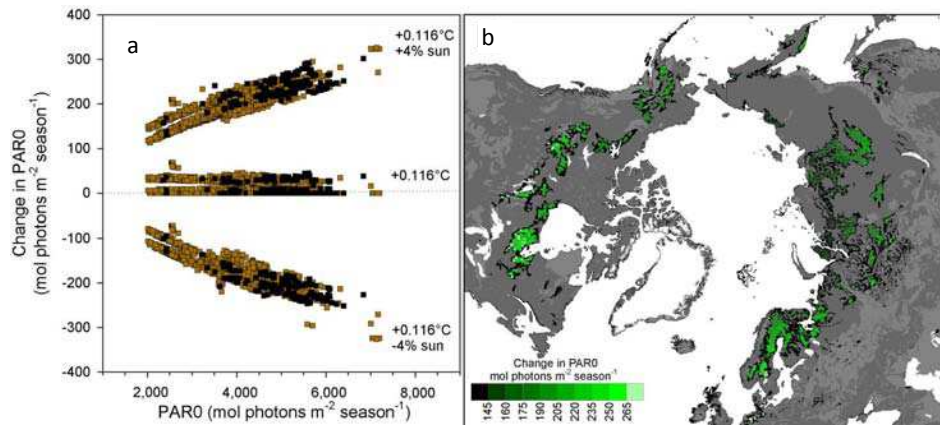 a
400
300
200
100
0
-100
-200
-300
-400
Change in PAR0
(mol photons m⁻² season⁻¹)
+0.116°C
+4% sun
+0.116°C
+0.116°C
-4% sun
2,000
4,000
6,000
8,000
PAR0 (mol photons m⁻² season⁻¹)
b
Change in PAR0
mol photons m⁻² season⁻¹
145
160
175
190
205
220
235
250
265